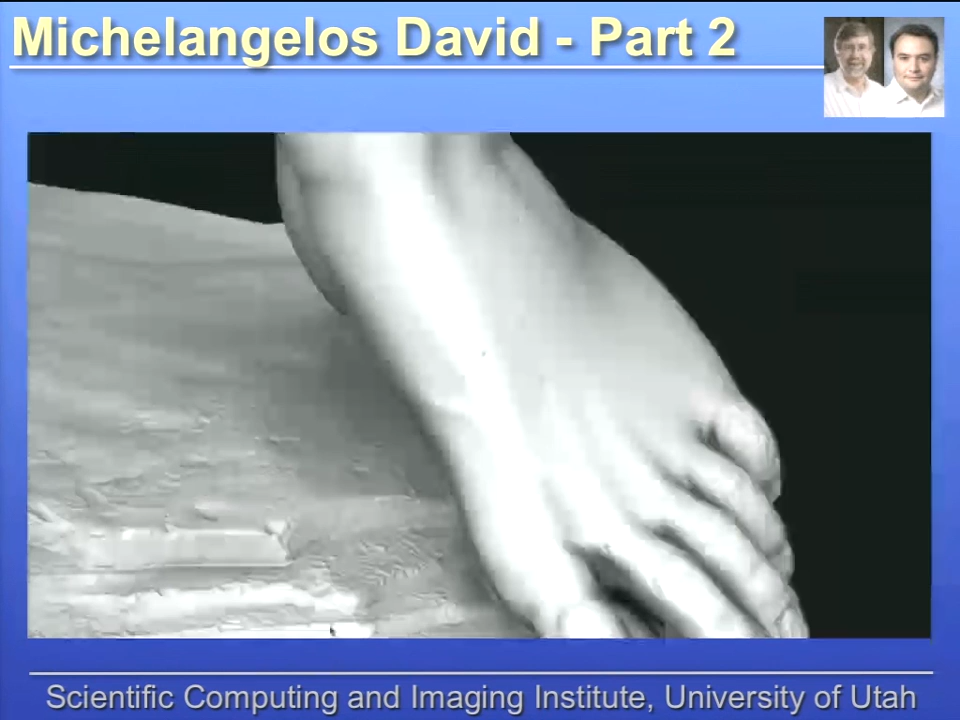 Michelangelos David - Part 2
Scientific Computing and Imaging Institute, University of Utah